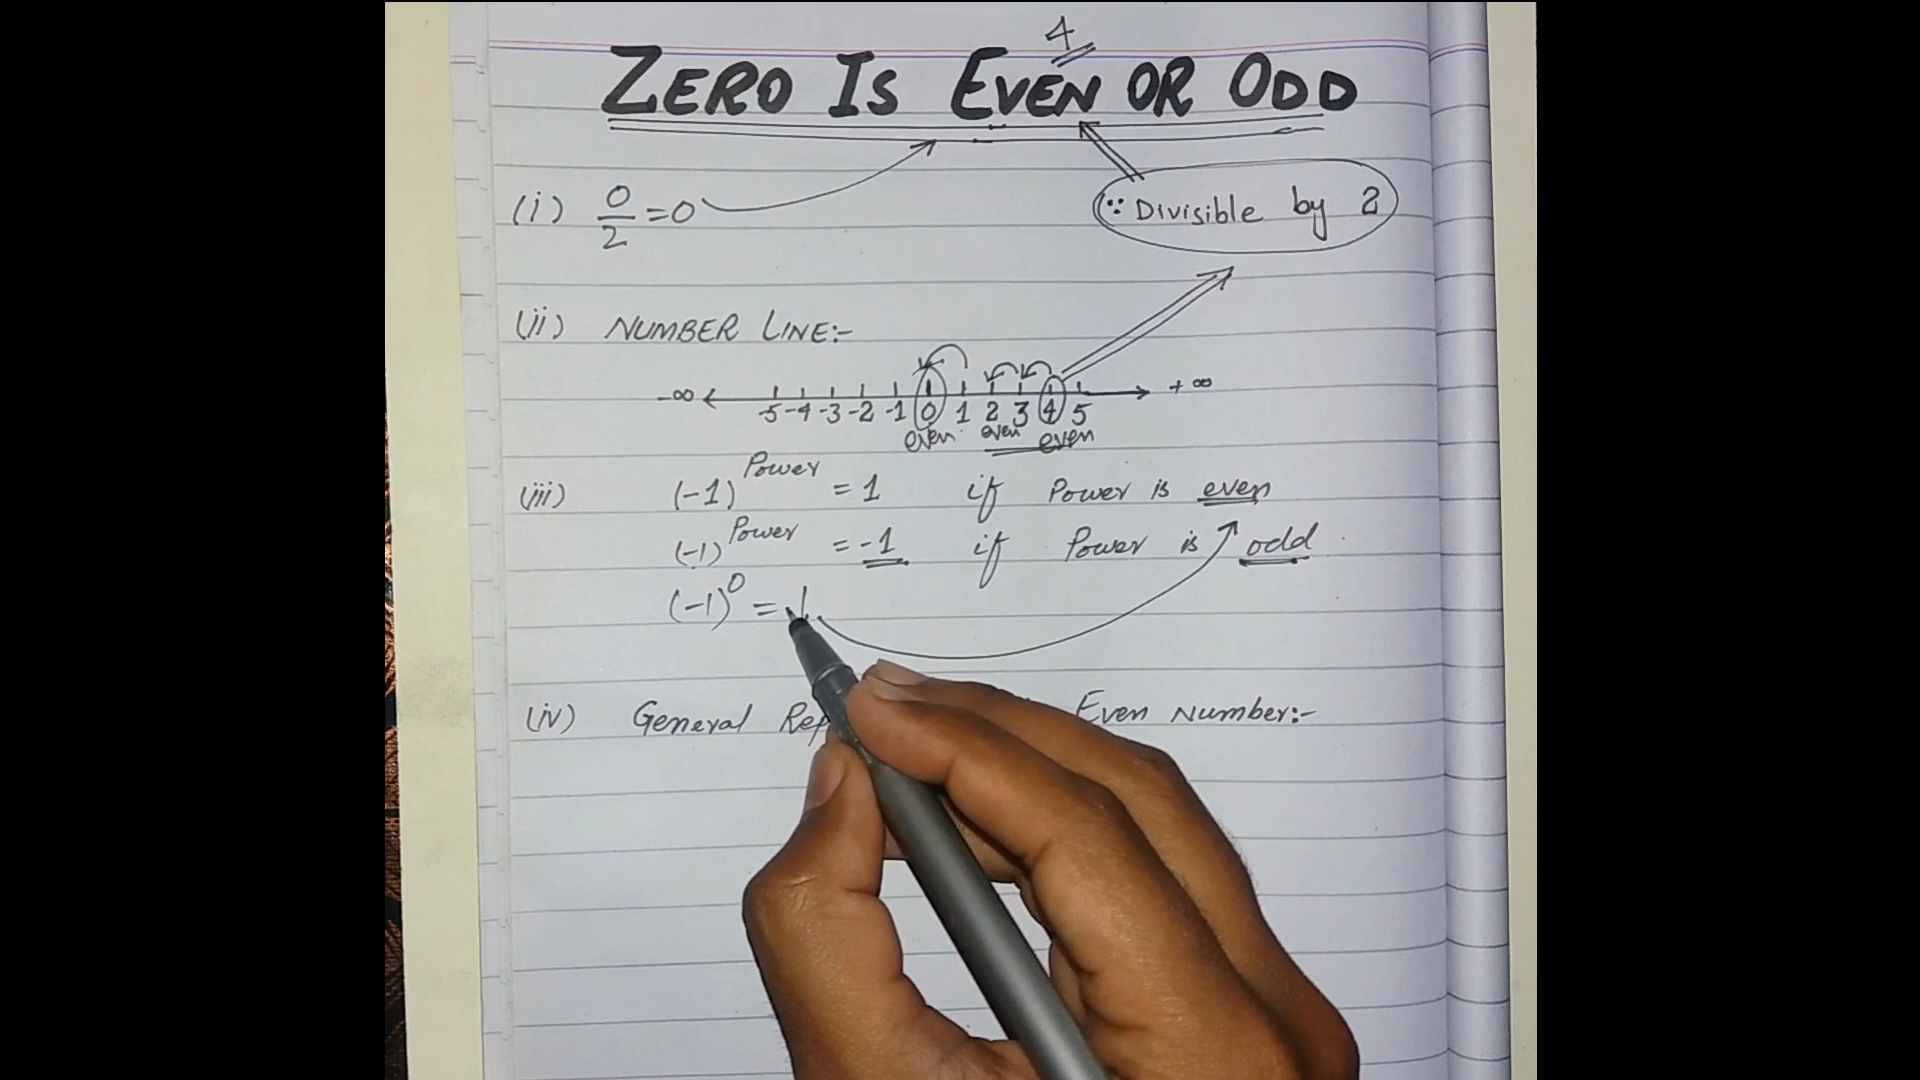 4
ZERO IS EVEN OR ODD
(i) 0/2 = 0
∵ Divisible by 2
(ii) NUMBER LINE:-
-∞ -5 -4 -3 -2 -1 0 1 2 3 4 5 +∞
even even even
(iii) (-1)^Power = 1 if Power is even
(-1)^Power = -1 if Power is odd
(-1)^0 = 1
(iv) General Even Number:-